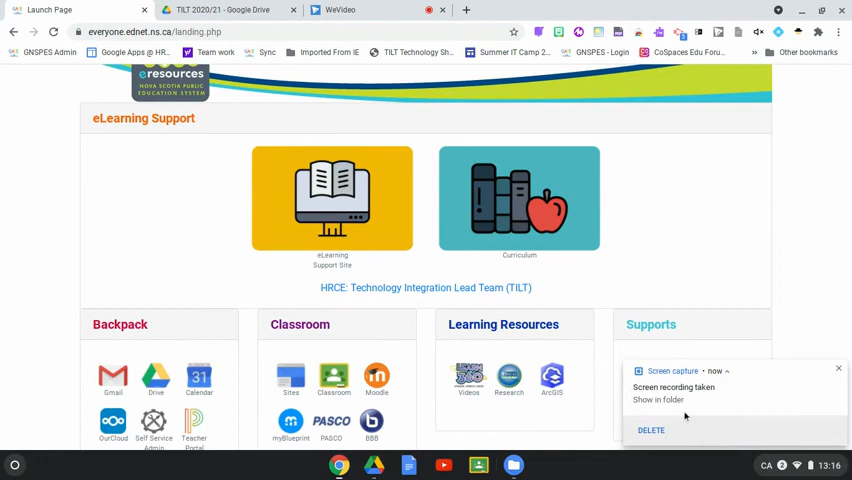 Launch Page
TILT 2020/21 - Google Drive
WeVideo
everyone.ednet.ns.ca/landing.php
GNSPES Admin
Google Apps @ HR...
Team work
Sync
Imported From IE
TILT Technology Sh...
Summer IT Camp 2...
GNSPES - Login
CoSpaces Edu Forum...
Other bookmarks
eresources
NOVA SCOTIA PUBLIC
EDUCATION SYSTEM
eLearning Support
eLearning
Support Site
Curriculum
HRCE: Technology Integration Lead Team (TILT)
Backpack
Classroom
Learning Resources
Supports
Gmail
Drive
31
Calendar
Sites
Classroom
Moodle
LEARN
360
Videos
Research
ArcGIS
OurCloud
Self Service
Admin
Teacher
Portal
myBlueprint
PASCO
PASCO
BBB
Screen capture • now
Screen recording taken
Show in folder
DELETE
CA 2 13:16